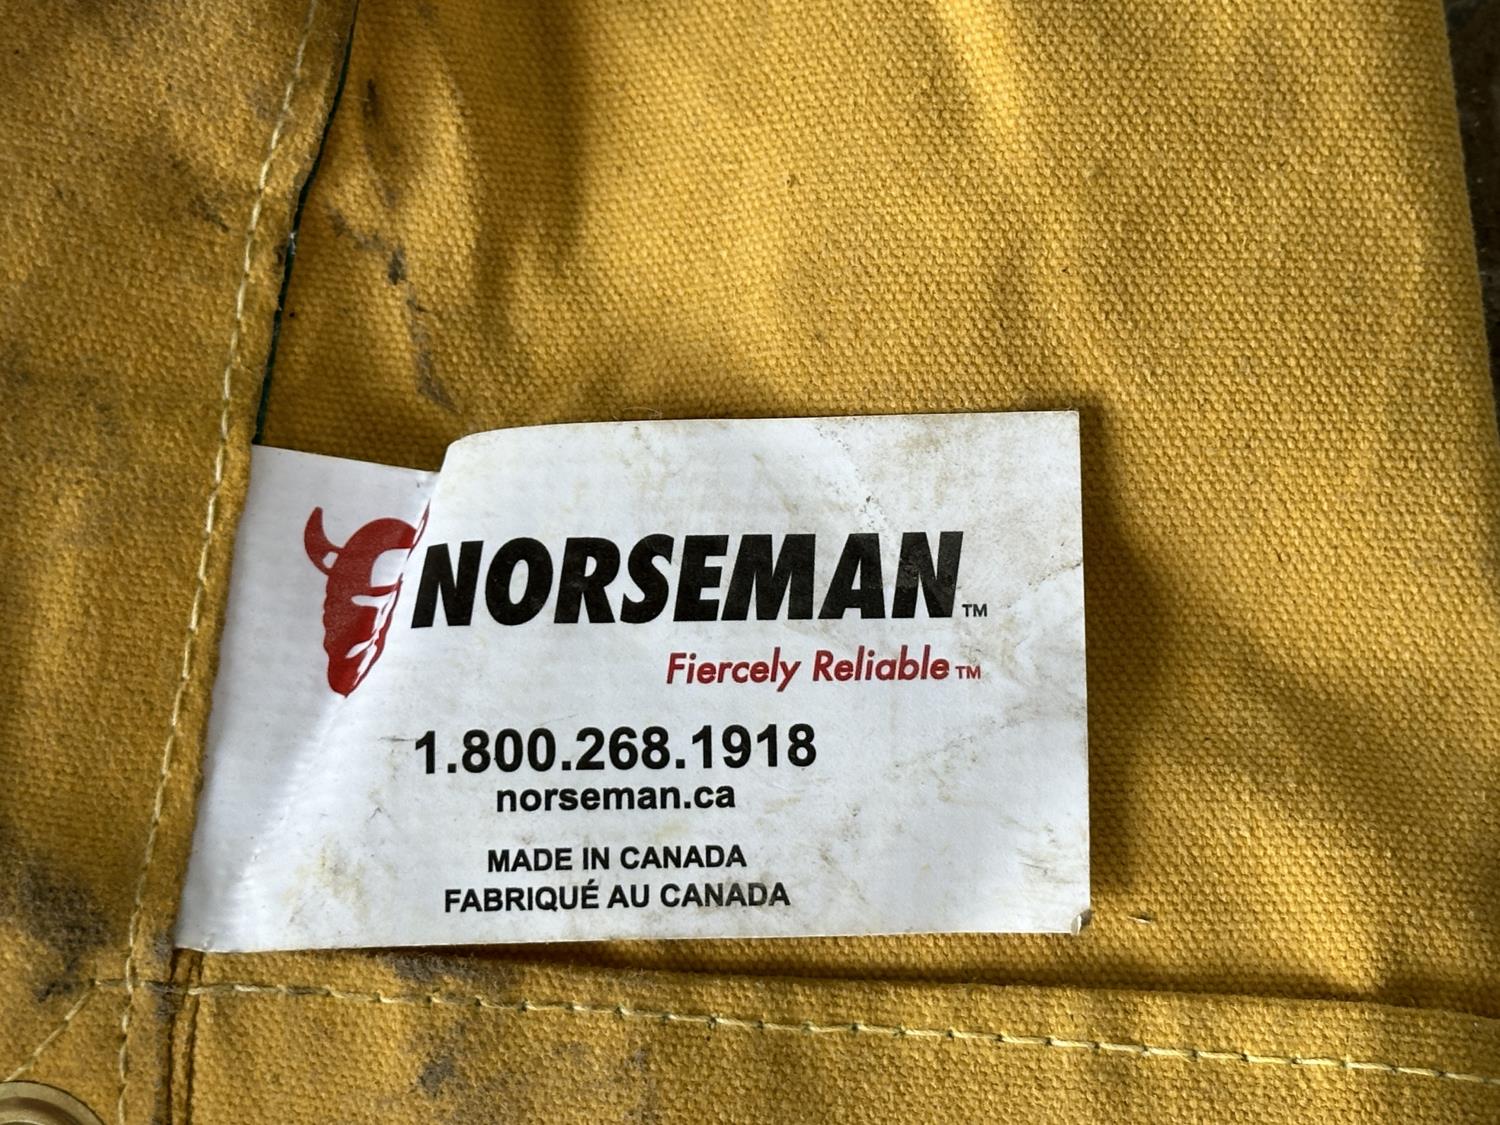 NORSEMAN™
Fiercely Reliable™
1.800.268.1918
norseman.ca
MADE IN CANADA
FABRIQUÉ AU CANADA